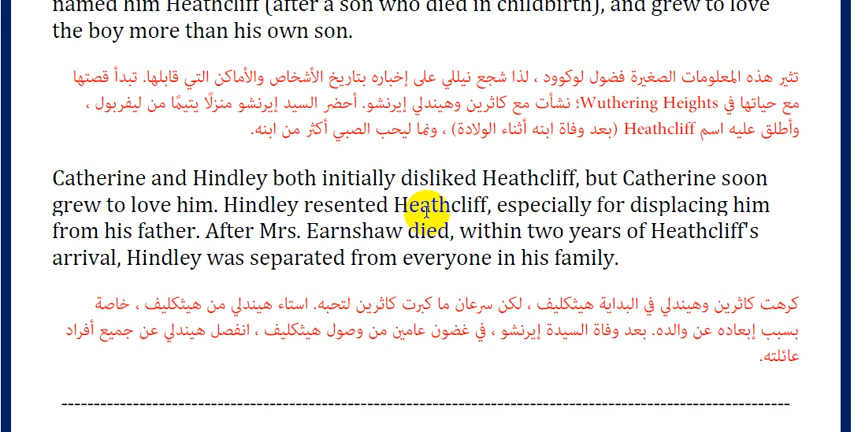 named him Heathcliff (after a son who died in childbirth), and grew to love
the boy more than his own son.
تثير هذه المعلومات الصغيرة فضول لوكوود ، لذا شجع نيللي على إخباره بتاريخ الأشخاص والأماكن التي قابلها. تبدأ قصتها
مع حياتها في Wuthering Heights؛ نشأت مع كاثرين وهيندلي إيرنشو. أحضر السيد إيرنشو منزلًا يتيمًا من ليفربول ،
وأطلق عليه اسم Heathcliff (بعد وفاة ابنه أثناء الولادة) ، ونما ليحب الصبي أكثر من ابنه.
Catherine and Hindley both initially disliked Heathcliff, but Catherine soon
grew to love him. Hindley resented Heathcliff, especially for displacing him
from his father. After Mrs. Earnshaw died, within two years of Heathcliff's
arrival, Hindley was separated from everyone in his family.
كرهت كاثرين وهيندلي في البداية هيثكليف ، لكن سرعان ما كبرت كاثرين لتحبه. استاء هيندلي من هيثكليف ، خاصة
بسبب إبعاده عن والده. بعد وفاة السيدة إيرنشو ، في غضون عامين من وصول هيثكليف ، انفصل هيندلي عن جميع أفراد
عائلته.